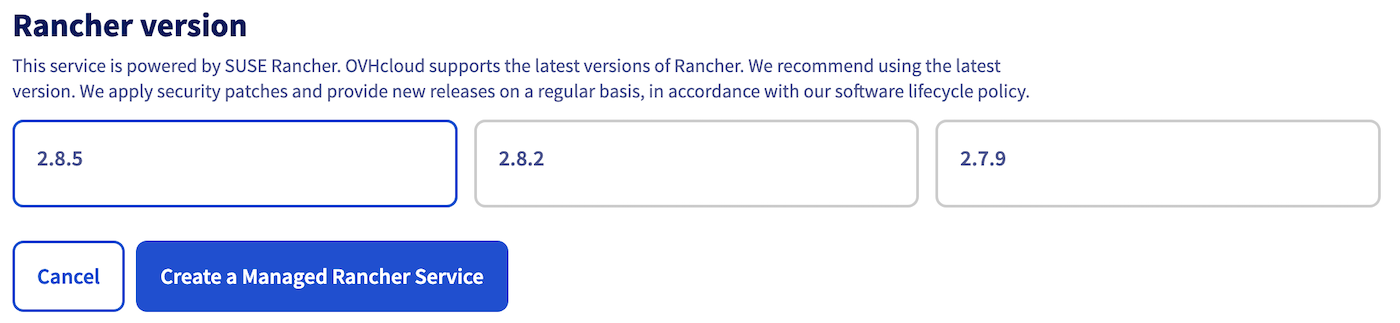 Rancher version
This service is powered by SUSE Rancher. OVHcloud supports the latest versions of Rancher. We recommend using the latest
version. We apply security patches and provide new releases on a regular basis, in accordance with our software lifecycle policy.
2.8.5 2.8.2 2.7.9
Cancel Create a Managed Rancher Service